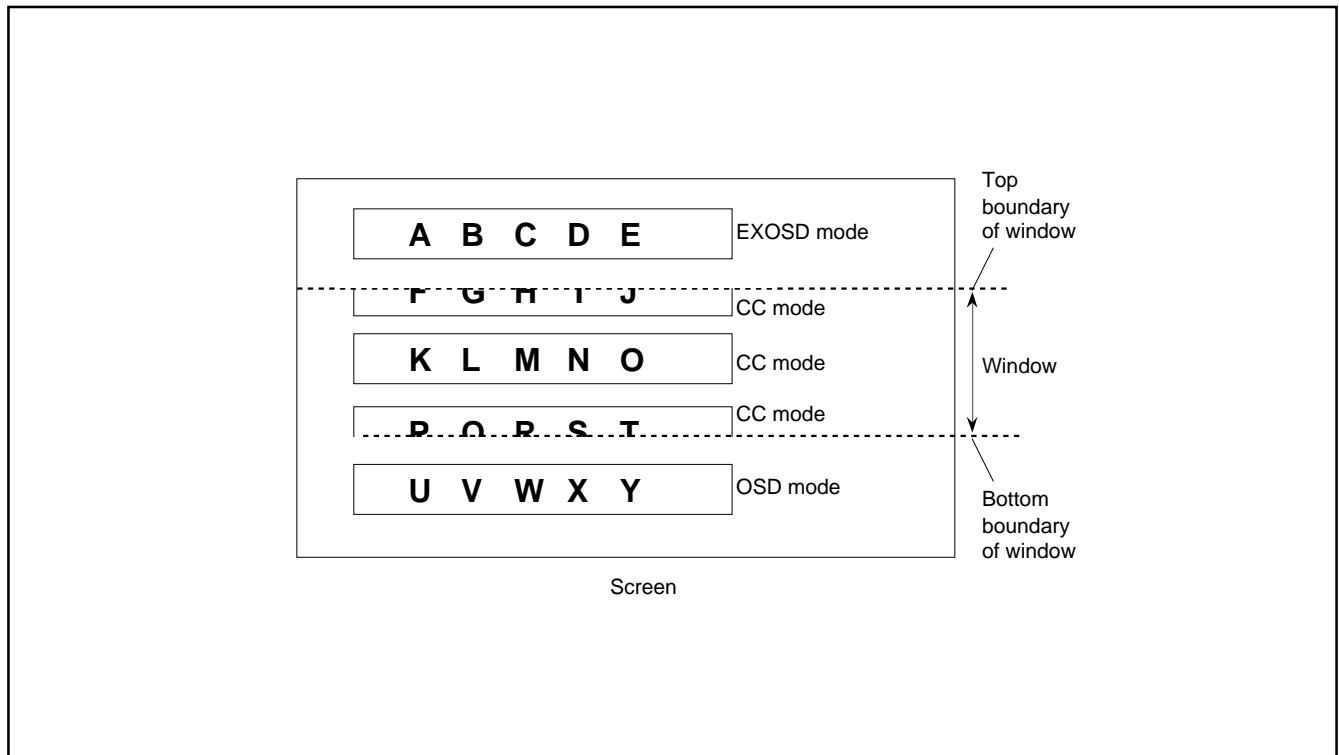 Top
boundary
of window
A B C D E
EXOSD mode
F G H I J
CC mode
K L M N O
CC mode
Window
P Q R S T
CC mode
U V W X Y
OSD mode
Bottom
boundary
of window
Screen